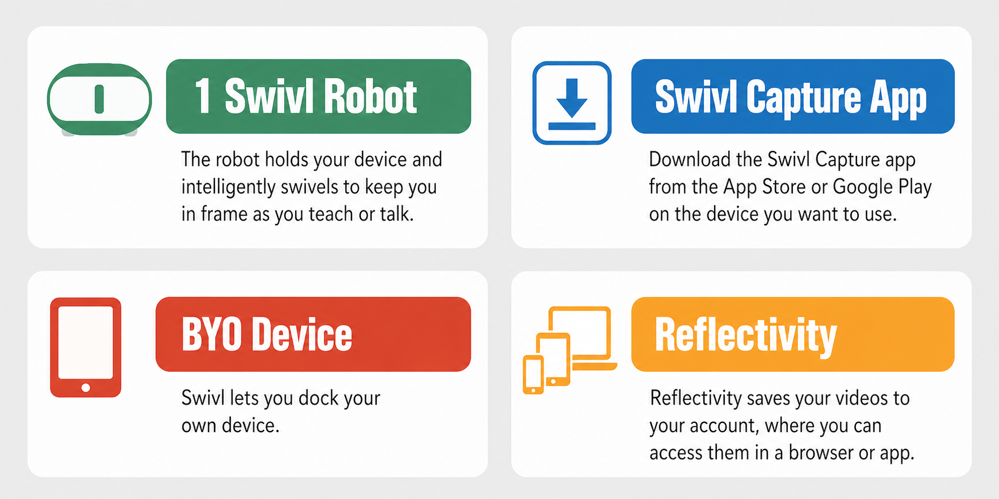 1 Swivl Robot
The robot holds your device and
intelligently swivels to keep you
in frame as you teach or talk.
Swivl Capture App
Download the Swivl Capture app
from the App Store or Google Play
on the device you want to use.
BYO Device
Swivl lets you dock your
own device.
Reflectivity
Reflectivity saves your videos to
your account, where you can
access them in a browser or app.